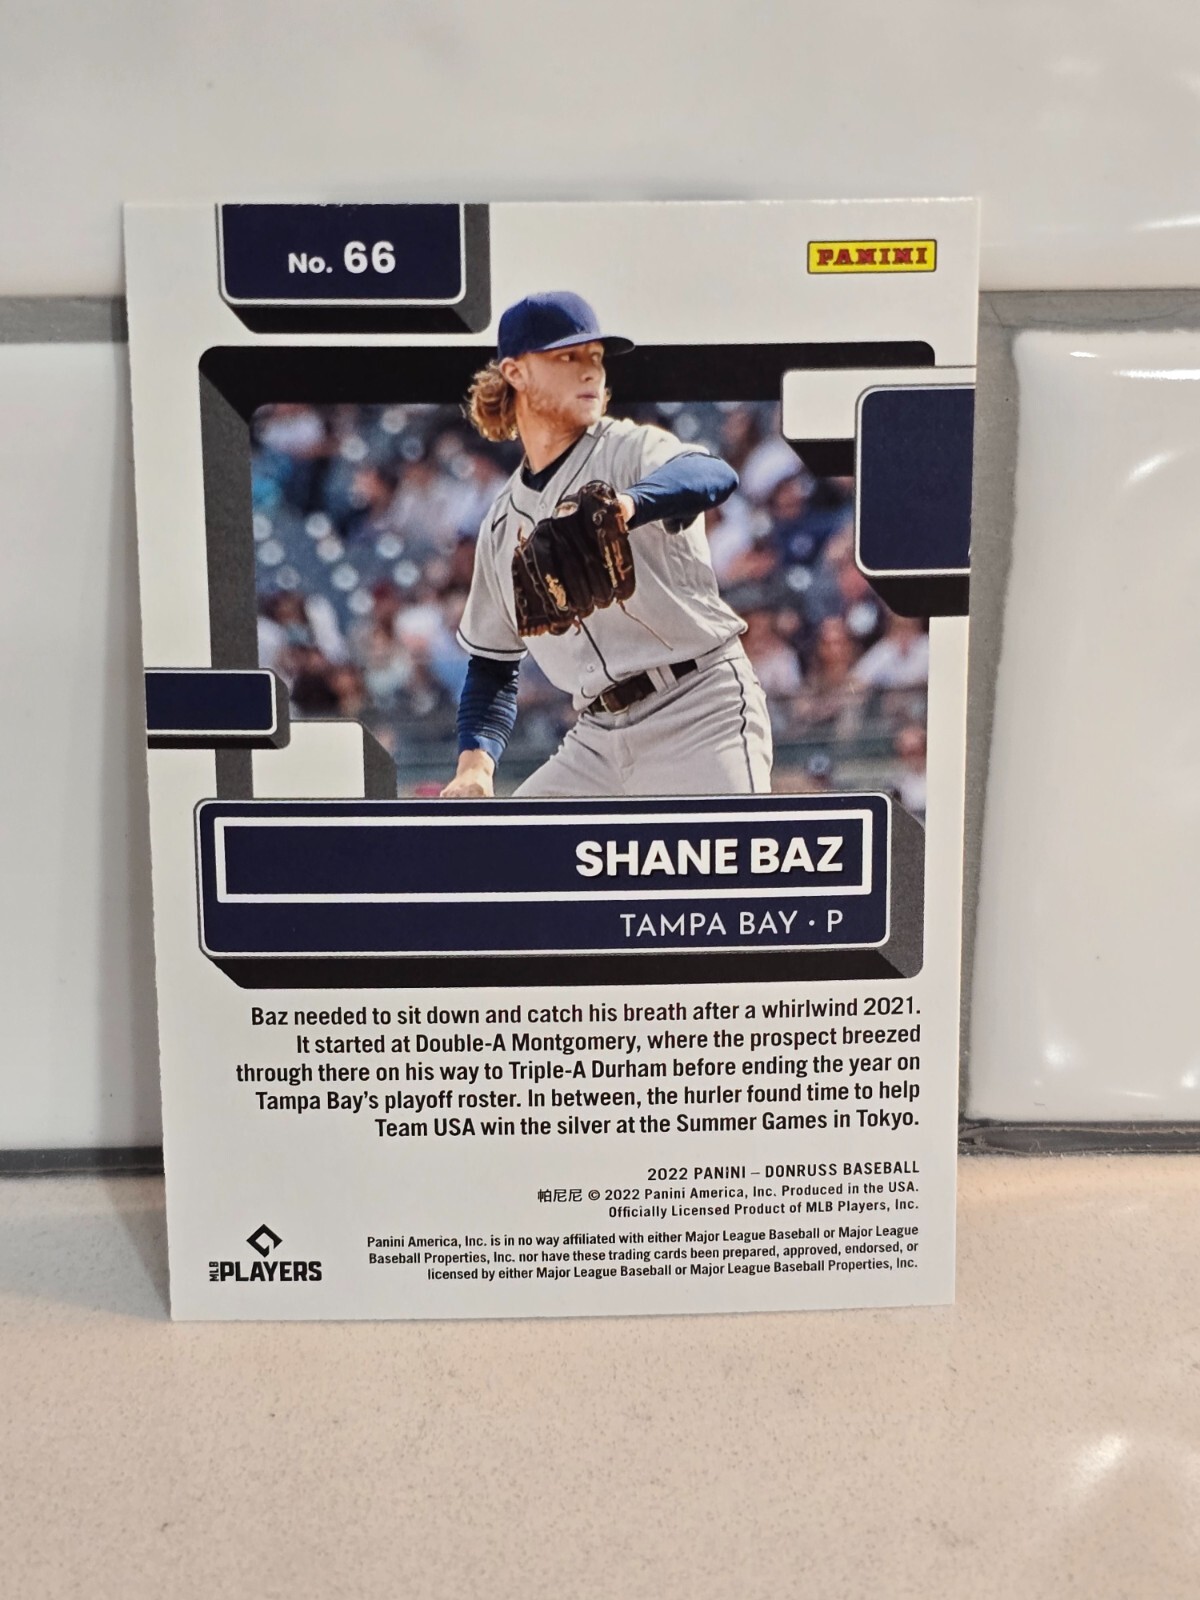 No. 66
PANINI
SHANE BAZ
TAMPA BAY · P
Baz needed to sit down and catch his breath after a whirlwind 2021.
It started at Double-A Montgomery, where the prospect breezed
through there on his way to Triple-A Durham before ending the year on
Tampa Bay's playoff roster. In between, the hurler found time to help
Team USA win the silver at the Summer Games in Tokyo.
2022 PANINI – DONRUSS BASEBALL
帕尼尼 © 2022 Panini America, Inc. Produced in the USA.
Officially Licensed Product of MLB Players, Inc.
Panini America, Inc. is in no way affiliated with either Major League Baseball or Major League
Baseball Properties, Inc. nor have these trading cards been prepared, approved, endorsed, or
licensed by either Major League Baseball or Major League Baseball Properties, Inc.
MLB PLAYERS